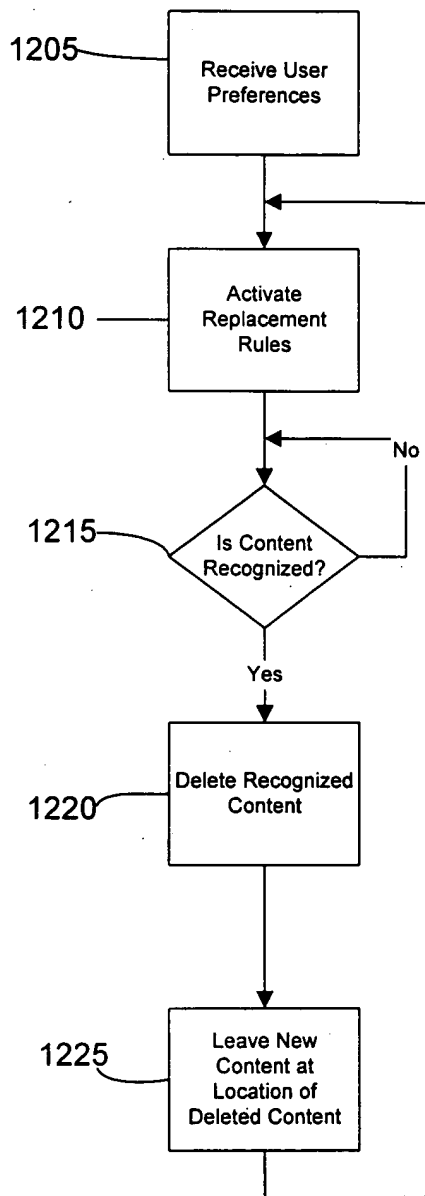 1205
Receive User
Preferences
1210
Activate
Replacement
Rules
No
1215
Is Content
Recognized?
Yes
1220
Delete Recognized
Content
1225
Leave New
Content at
Location of
Deleted Content